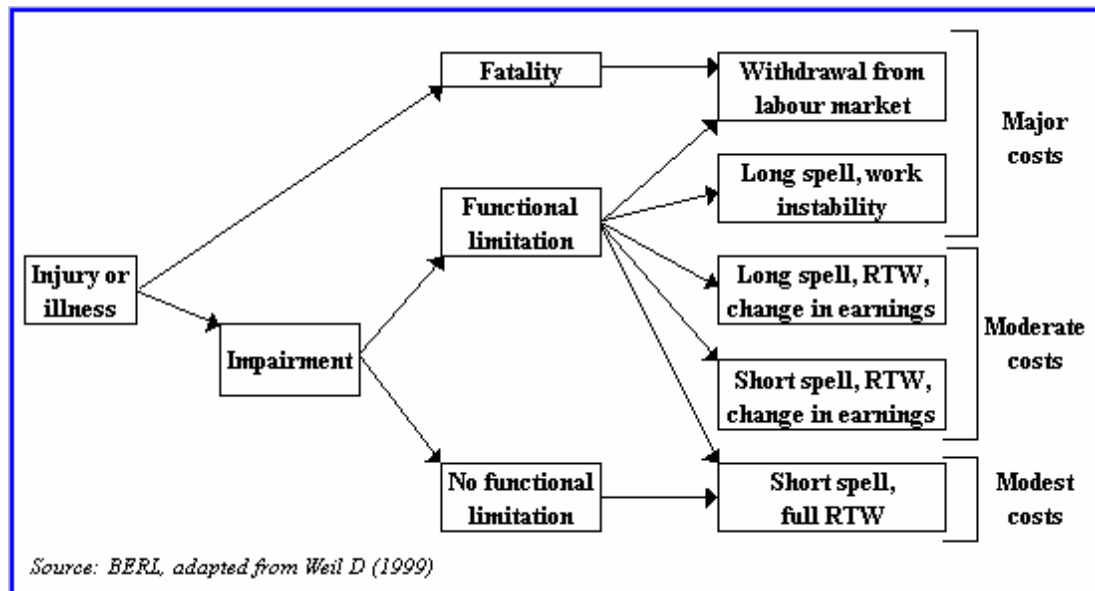 Fatality
Withdrawal from
labour market
Major
costs
Long spell, work
instability
Functional
limitation
Injury or
illness
Long spell, RTW,
change in earnings
Moderate
costs
Impairment
Short spell, RTW,
change in earnings
No functional
limitation
Short spell,
full RTW
Modest
costs
Source: BERL, adapted from Weil D (1999)